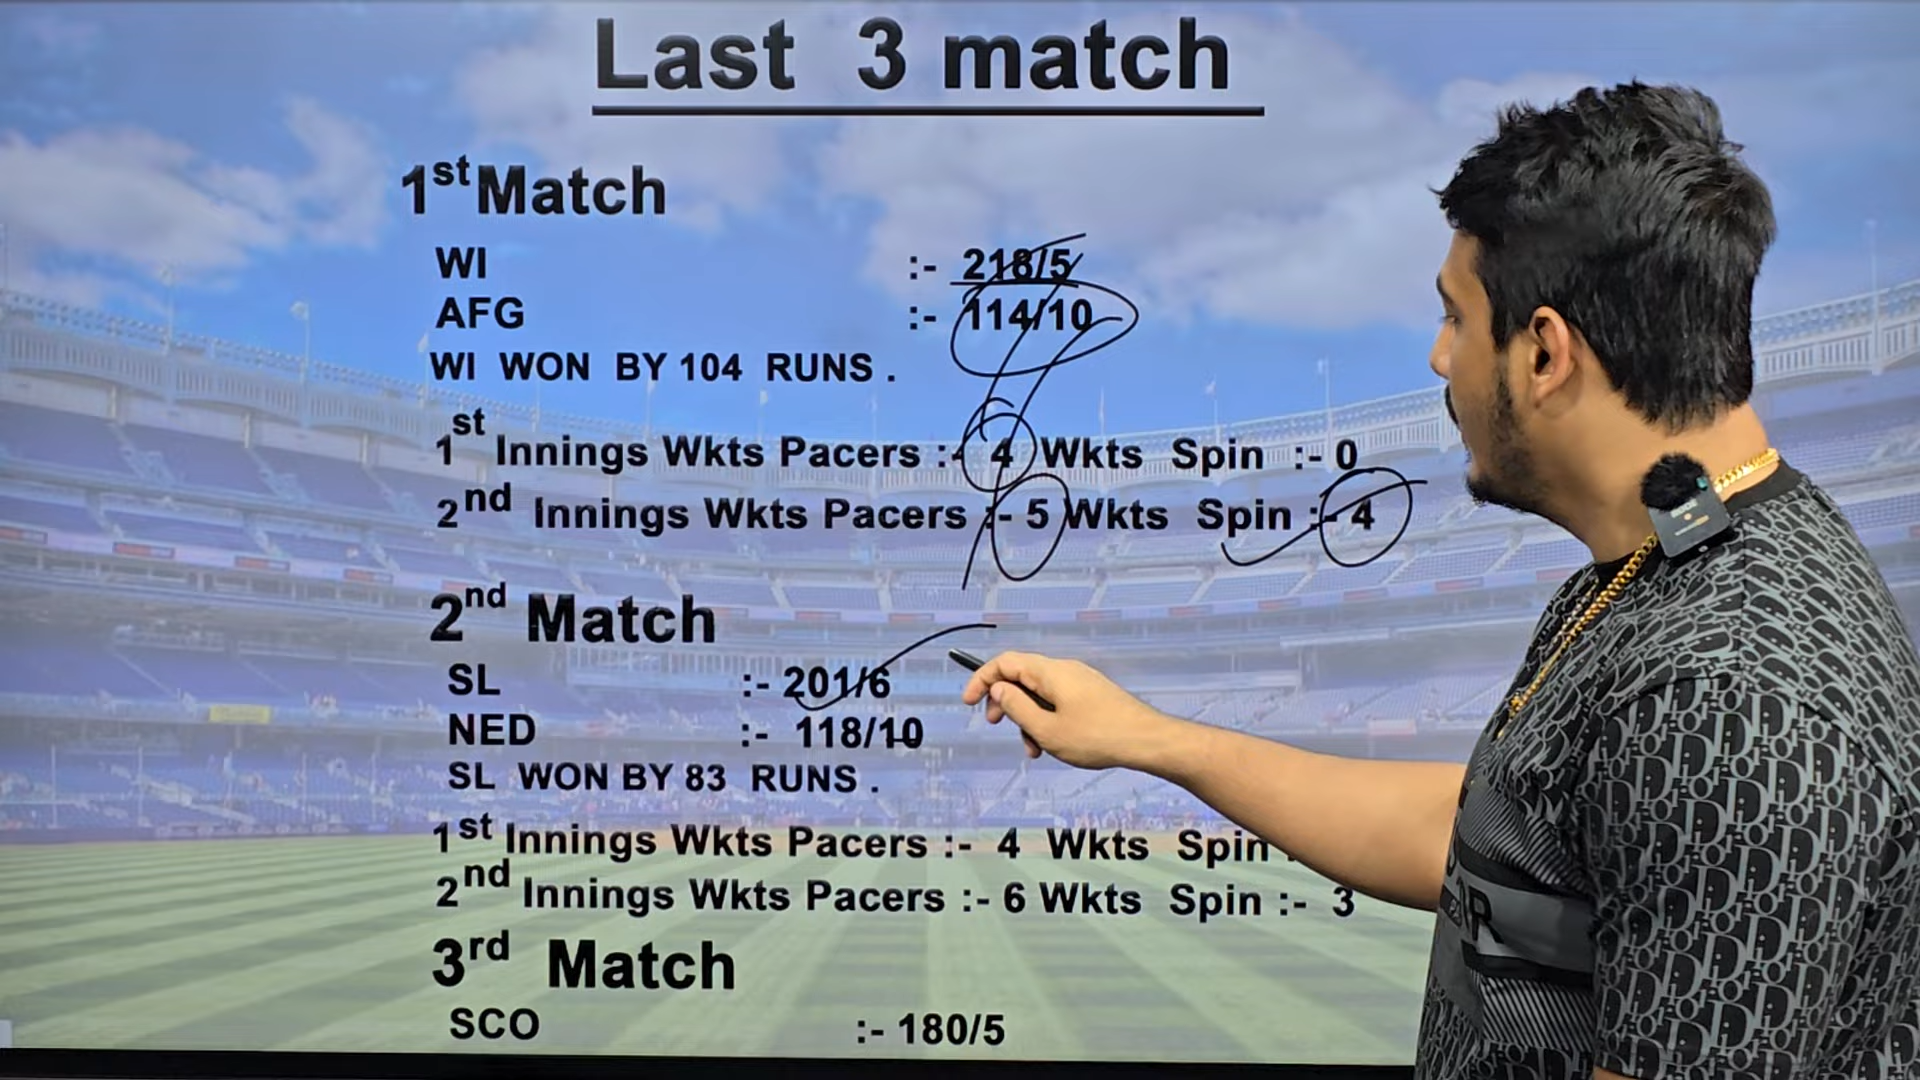 Last 3 match
1st Match
WI :- 218/5
AFG :- 114/10
WI WON BY 104 RUNS .
1st Innings Wkts Pacers :- 4 Wkts Spin :- 0
2nd Innings Wkts Pacers :- 5 Wkts Spin :- 4
2nd Match
SL :- 201/6
NED :- 118/10
SL WON BY 83 RUNS .
1st Innings Wkts Pacers :- 4 Wkts Spin
2nd Innings Wkts Pacers :- 6 Wkts Spin :- 3
3rd Match
SCO :- 180/5